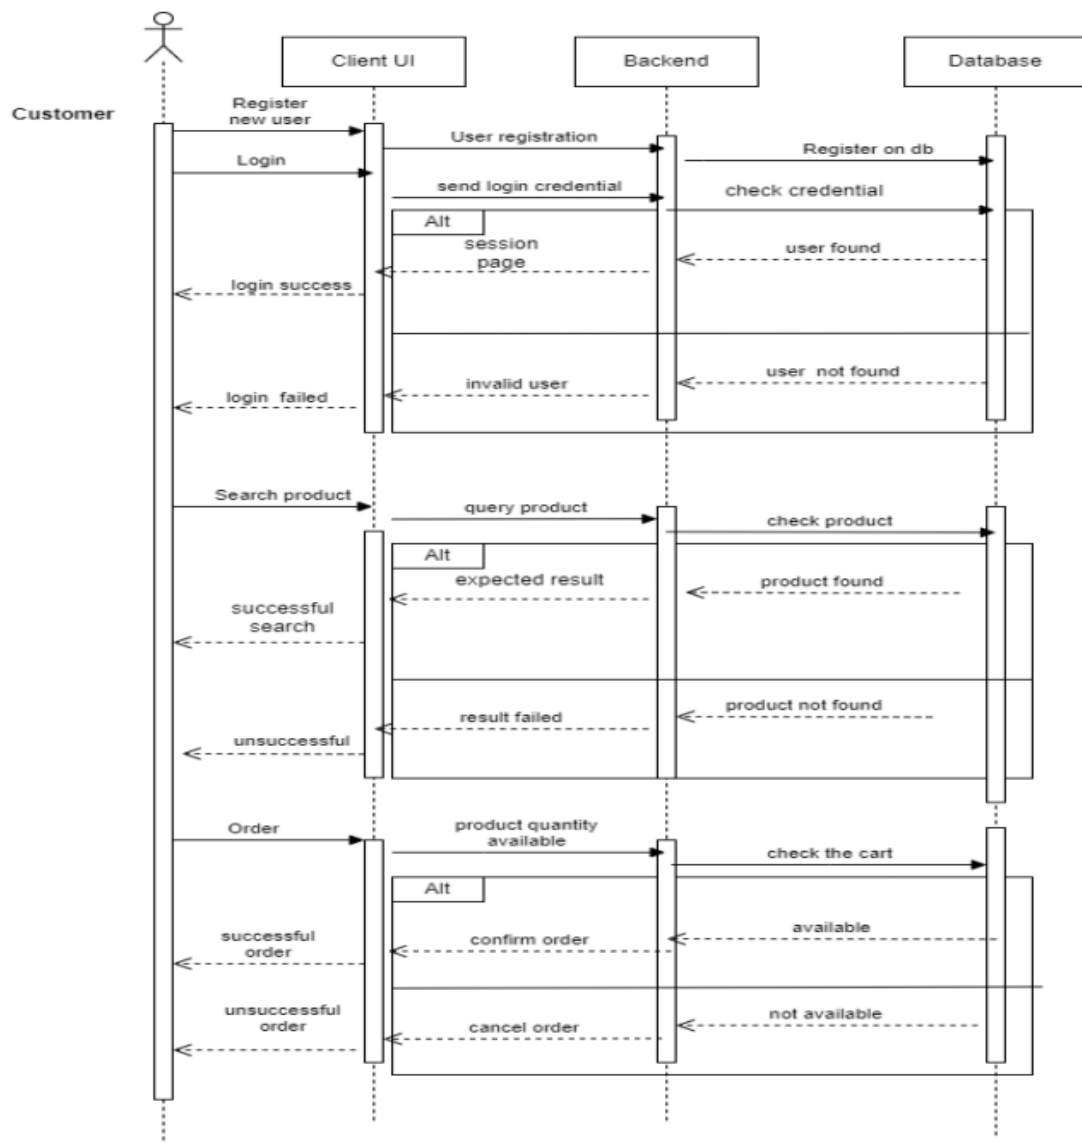 Client UI
Backend
Database
Customer
Register
new user
User registration
Register on db
Login
send login credential
check credential
Alt
session
page
user found
login success
user not found
invalid user
login failed
Search product
query product
check product
Alt
expected result
product found
successful
search
product not found
result failed
unsuccessful
Order
product quantity
available
check the cart
Alt
available
successful
order
confirm order
unsuccessful
order
not available
cancel order